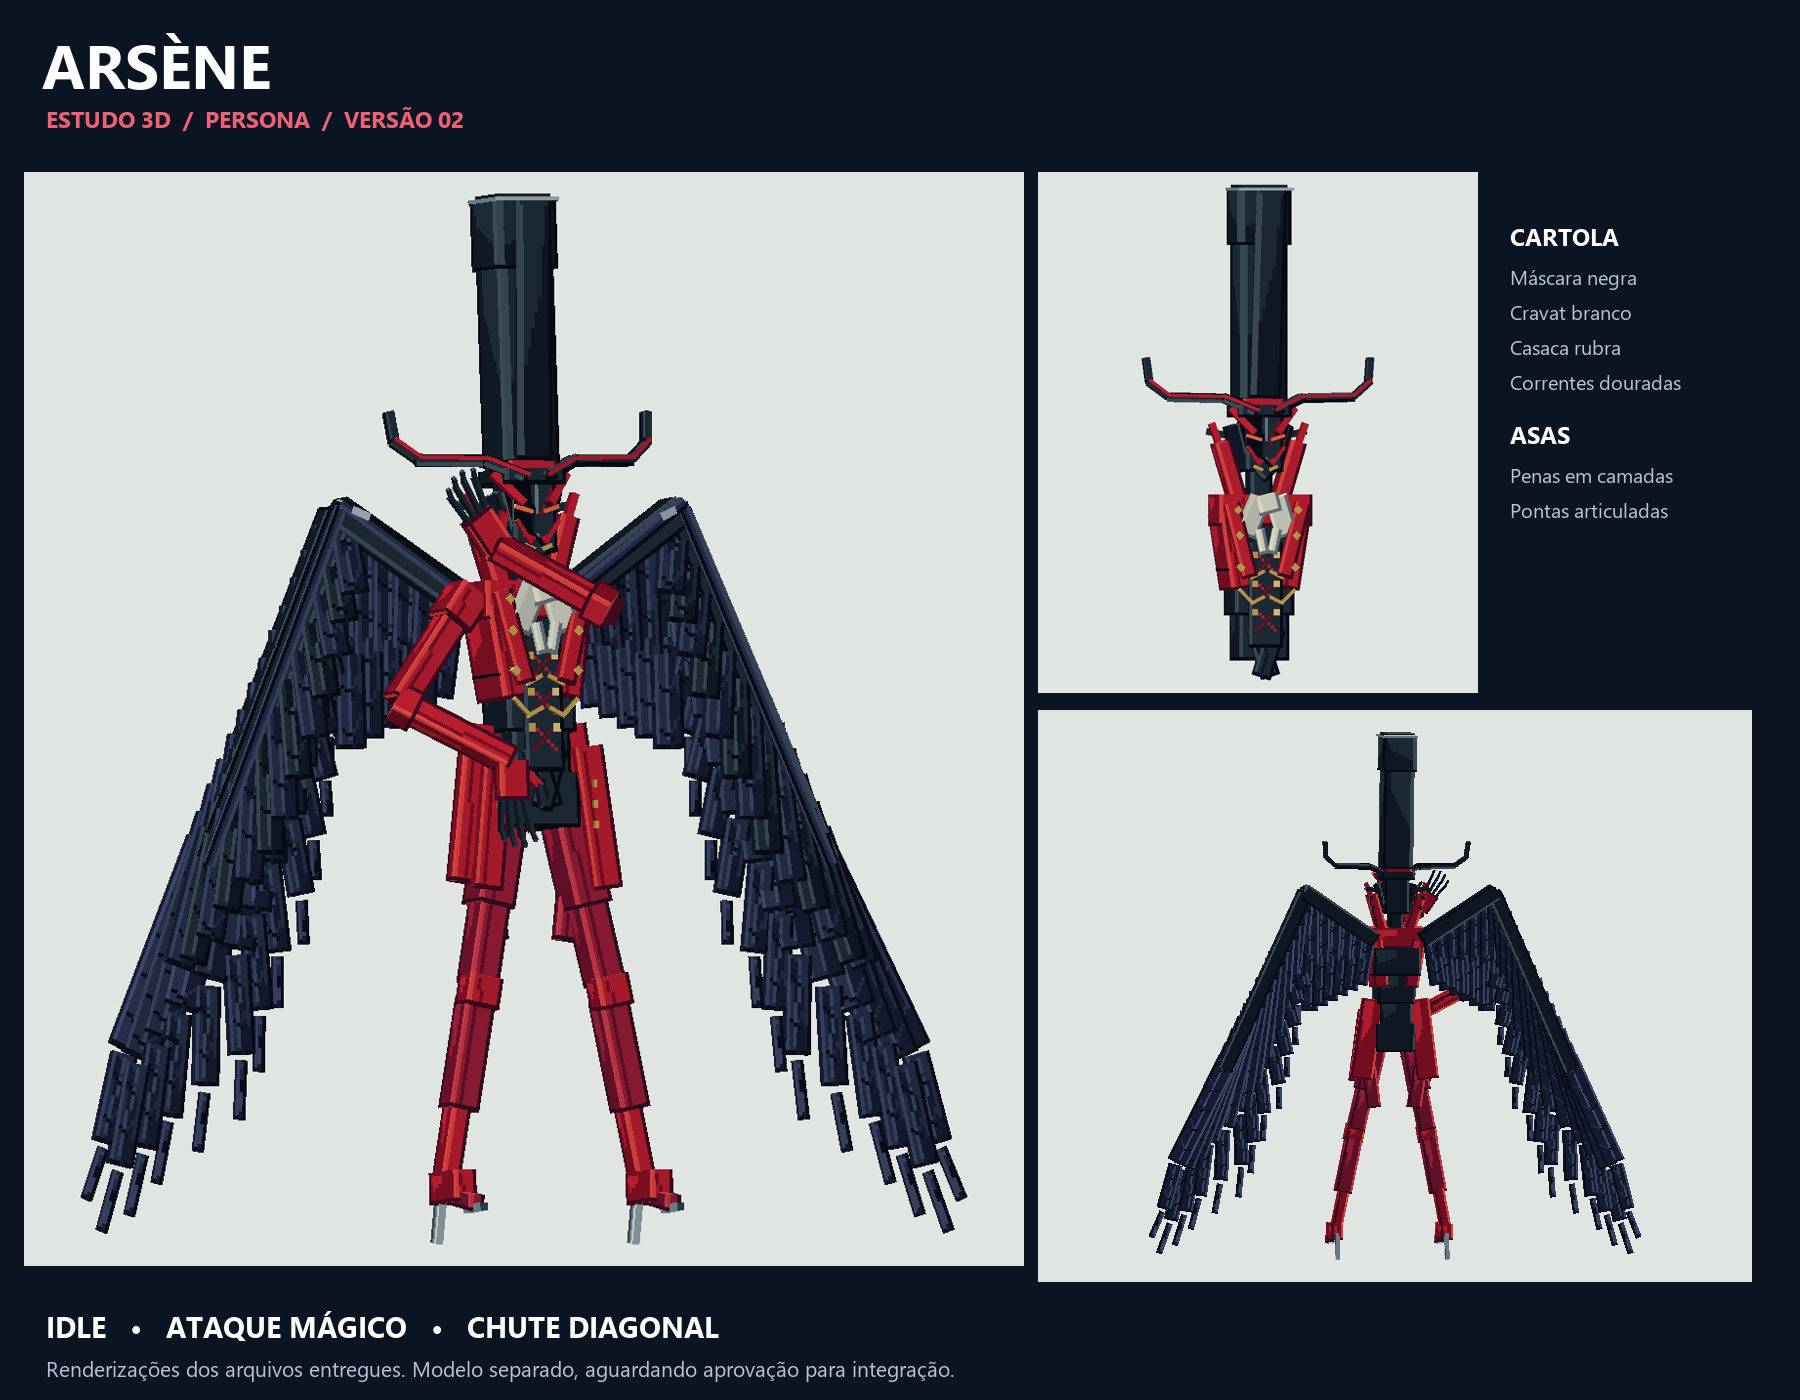 ARSÈNE
ESTUDO 3D / PERSONA / VERSÃO 02
CARTOLA
Máscara negra
Cravat branco
Casaca rubra
Correntes douradas
ASAS
Penas em camadas
Pontas articuladas
IDLE • ATAQUE MÁGICO • CHUTE DIAGONAL
Renderizações dos arquivos entregues. Modelo separado, aguardando aprovação para integração.